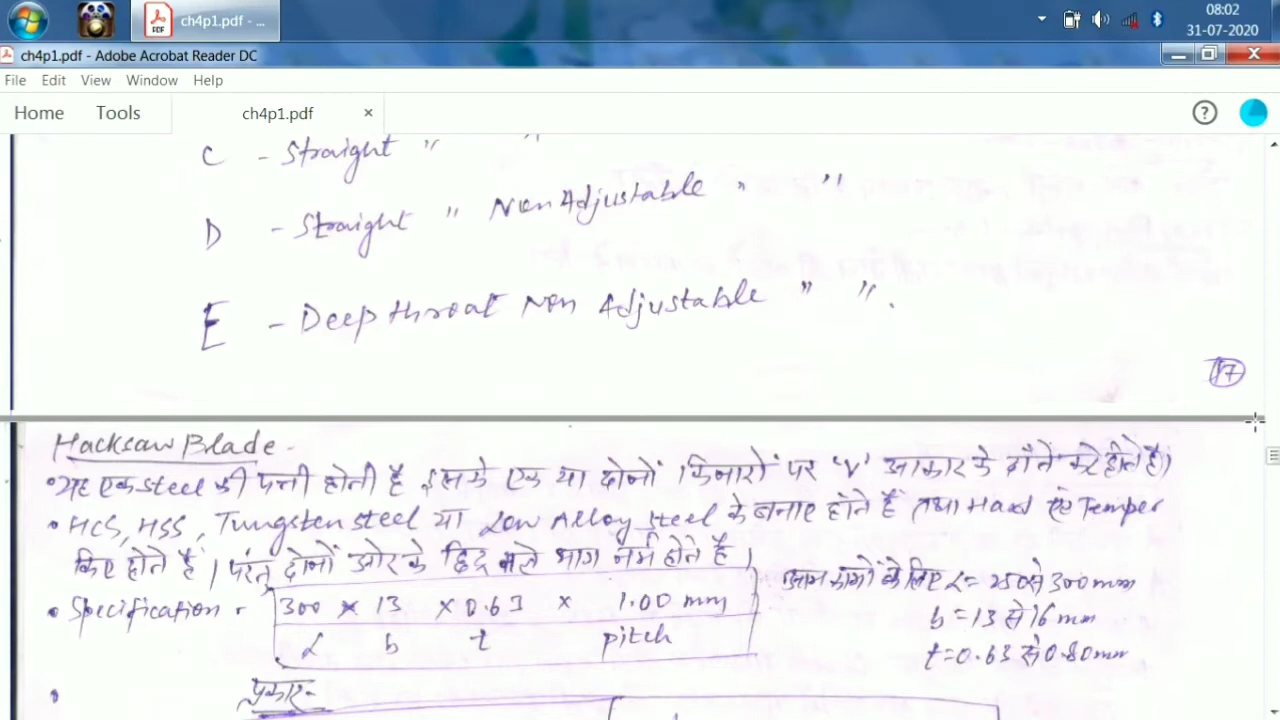 ch4p1.pdf - ...
08:02
31-07-2020
ch4p1.pdf - Adobe Acrobat Reader DC
File Edit View Window Help
Home Tools ch4p1.pdf ×
C - Straight " "
D - Straight " Non Adjustable " "
E - Deep throat Non Adjustable " ".
17
Hacksaw Blade -
• यह एक steel की पत्ती होती है इसके एक या दोनों किनारों पर 'V' आकार के दाँते कटे होते है।
• HCS, HSS, Tungsten steel या Low Alloy steel के बनाए होते हैं तथा Hard एंव Temper
किए होते है। परंतु दोनों ओर के छिद्र वाले भाग नर्म होते है।
• Specification - 300 × 13 × 0.63 × 1.00 mm
L b t pitch
आम कार्यों के लिए L = 250 से 300 mm
b = 13 से 16 mm
t = 0.63 से 0.80 mm
प्रकार-